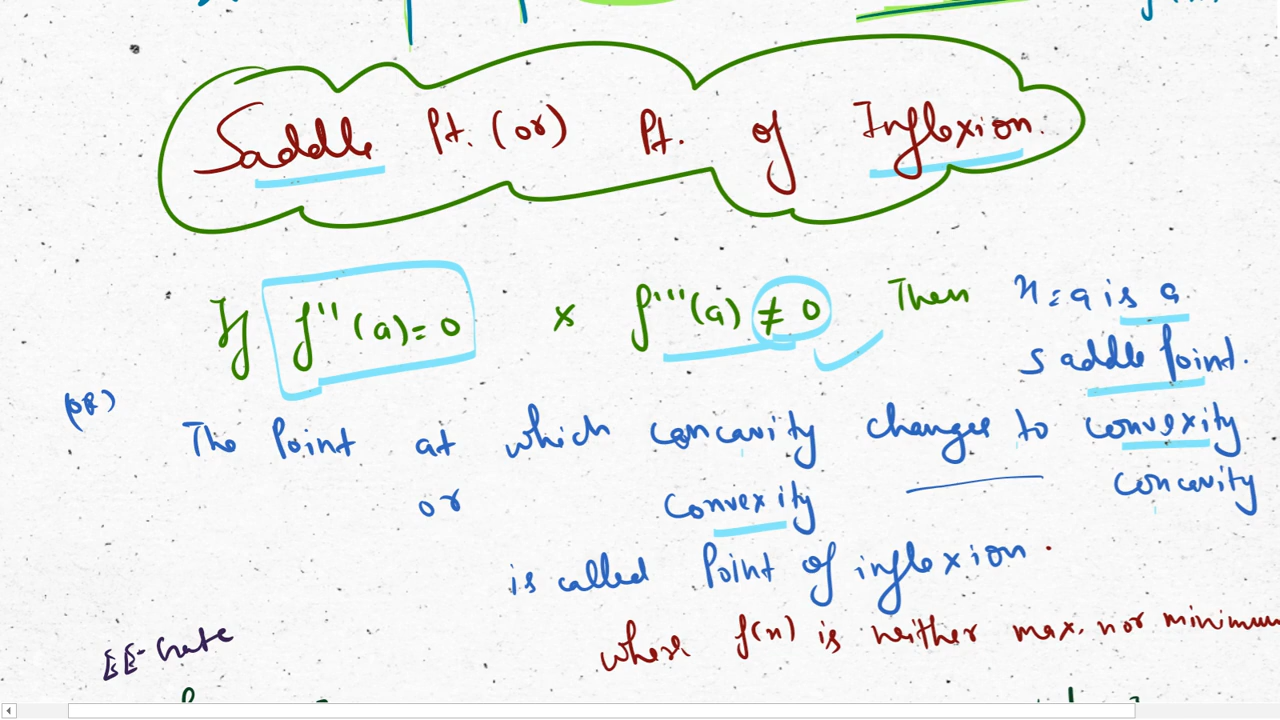 Saddle Pt. (or) Pt. of Inflexion.
If f''(a)=0 & f'''(a) ≠ 0 Then x=a is a
saddle Point.
(OR)
The Point at which concavity changes to convexity
or convexity ——— concavity
is called Point of inflexion.
where f(x) is neither max. nor minimum
EE-Gate